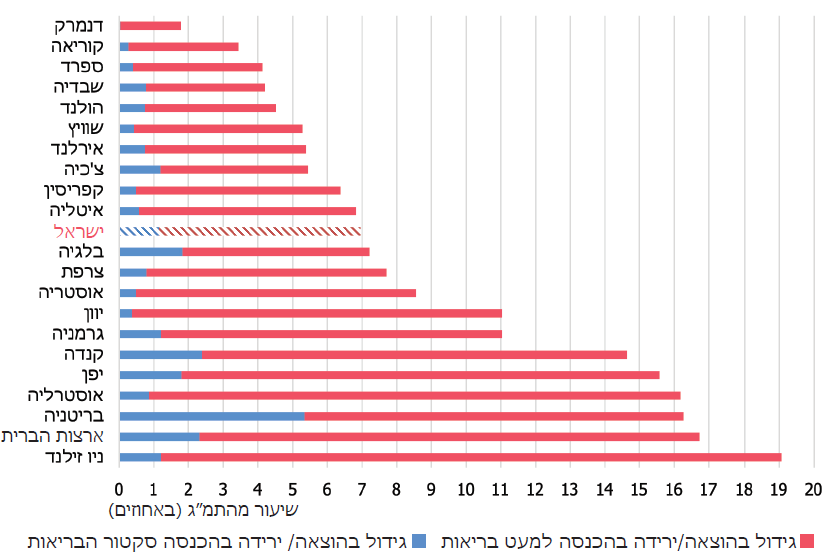 דנמרק
קוריאה
ספרד
שבדיה
הולנד
שוויץ
אירלנד
צ'כיה
קפריסין
איטליה
ישראל
בלגיה
צרפת
אוסטריה
יוון
גרמניה
קנדה
יפן
אוסטרליה
בריטניה
ארצות הברית
ניו זילנד
0 1 2 3 4 5 6 7 8 9 10 11 12 13 14 15 16 17 18 19 20
שיעור מהתמ"ג (באחוזים)
גידול בהוצאה/ירידה בהכנסה למעט בריאות גידול בהוצאה/ ירידה בהכנסה סקטור הבריאות